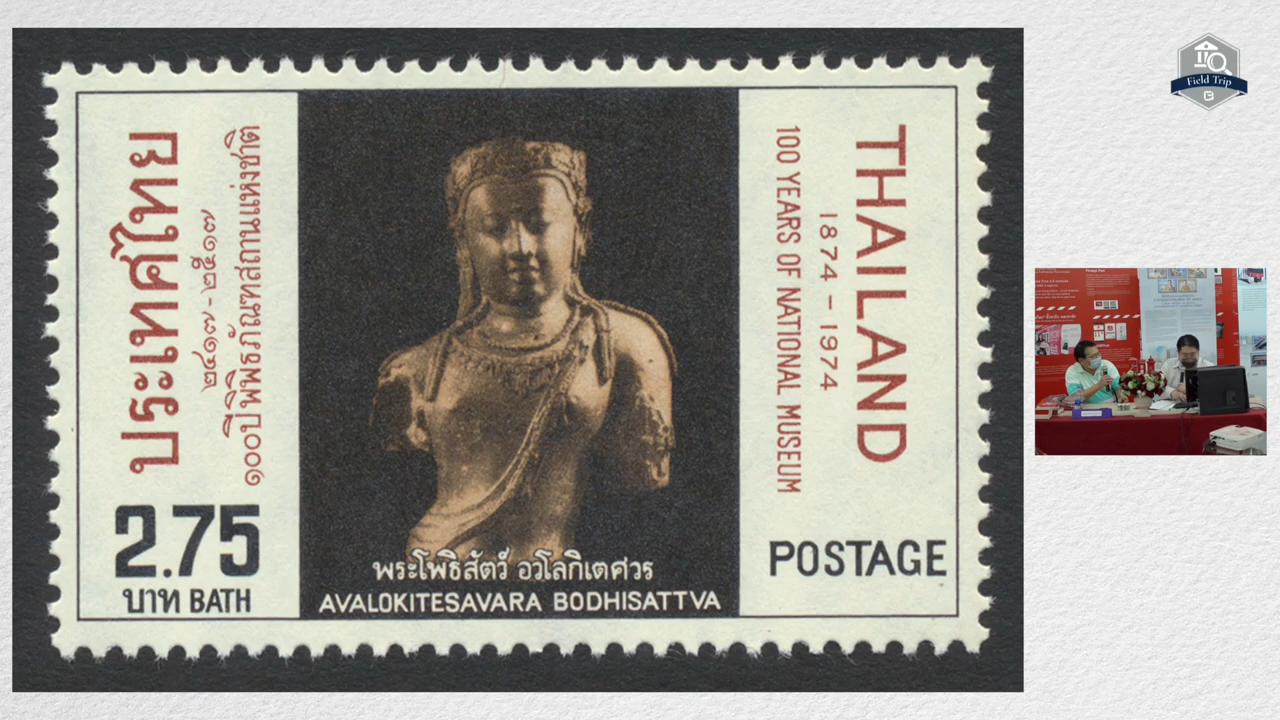 ประเทศไทย
๒๔๑๗ - ๒๕๑๗
๑๐๐ปี พิพิธภัณฑสถานแห่งชาติ
2.75
บาท BATH
พระโพธิสัตว์ อวโลกิเตศวร
AVALOKITESAVARA BODHISATTVA
THAILAND
1874 - 1974
100 YEARS OF NATIONAL MUSEUM
POSTAGE
Field Trip